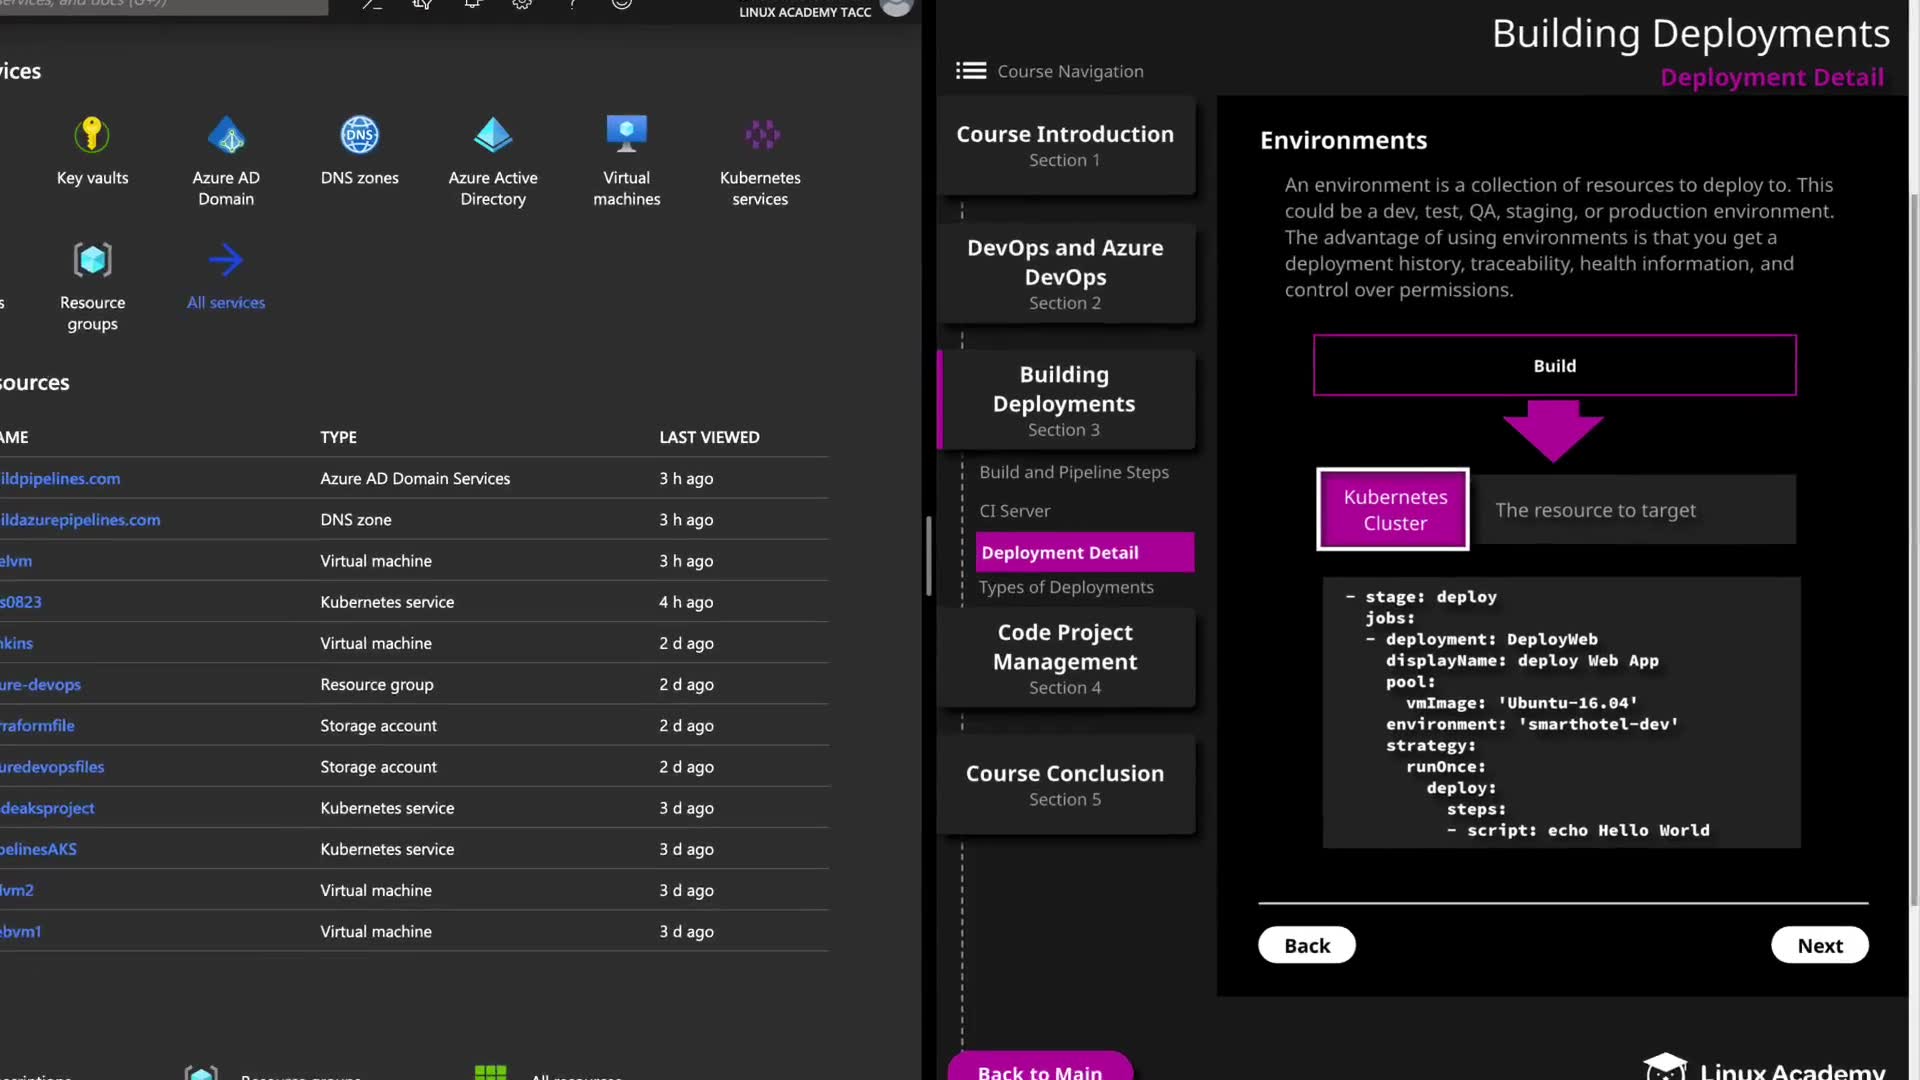 LINUX ACADEMY TACC
Key vaults
Azure AD
Domain
DNS
DNS zones
Azure Active
Directory
Virtual
machines
Kubernetes
services
Resource
groups
All services
TYPE
LAST VIEWED
ildpipelines.com
Azure AD Domain Services
3 h ago
ildazurepipelines.com
DNS zone
3 h ago
elvm
Virtual machine
3 h ago
s0823
Kubernetes service
4 h ago
nkins
Virtual machine
2 d ago
ure-devops
Resource group
2 d ago
raformfile
Storage account
2 d ago
uredevopsfiles
Storage account
2 d ago
deaksproject
Kubernetes service
3 d ago
pelinesAKS
Kubernetes service
3 d ago
lvm2
Virtual machine
3 d ago
ebvm1
Virtual machine
3 d ago
Building Deployments
Deployment Detail
Course Navigation
Course Introduction
Section 1
DevOps and Azure
DevOps
Section 2
Building
Deployments
Section 3
Build and Pipeline Steps
CI Server
Deployment Detail
Types of Deployments
Code Project
Management
Section 4
Course Conclusion
Section 5
Back to Main
Environments
An environment is a collection of resources to deploy to. This
could be a dev, test, QA, staging, or production environment.
The advantage of using environments is that you get a
deployment history, traceability, health information, and
control over permissions.
Build
Kubernetes
Cluster
The resource to target
- stage: deploy
jobs:
- deployment: DeployWeb
displayName: deploy Web App
pool:
vmImage: 'Ubuntu-16.04'
environment: 'smarthotel-dev'
strategy:
runOnce:
deploy:
steps:
- script: echo Hello World
Back
Next
Linux Academy